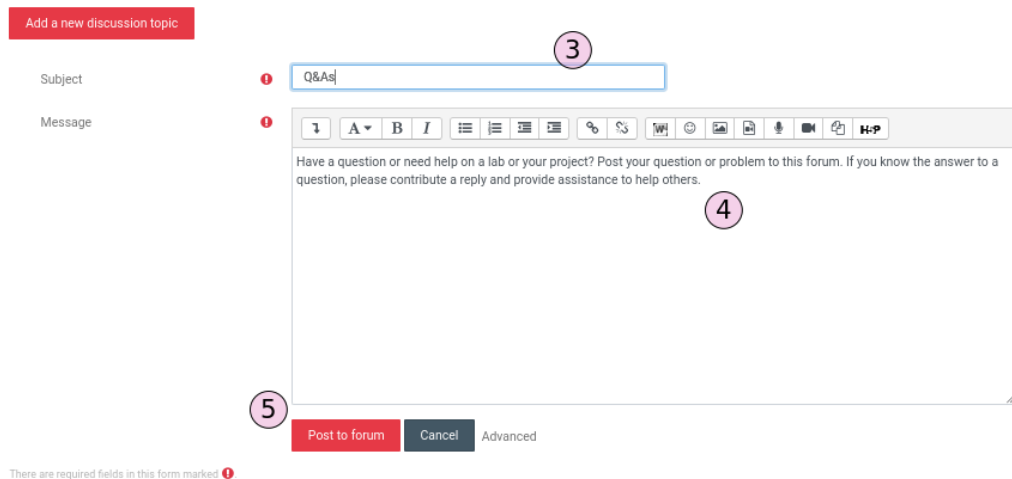 Add a new discussion topic
3
Subject
Q&As
Message
A B I H-P
Have a question or need help on a lab or your project? Post your question or problem to this forum. If you know the answer to a
question, please contribute a reply and provide assistance to help others.
4
5
Post to forum Cancel Advanced
There are required fields in this form marked